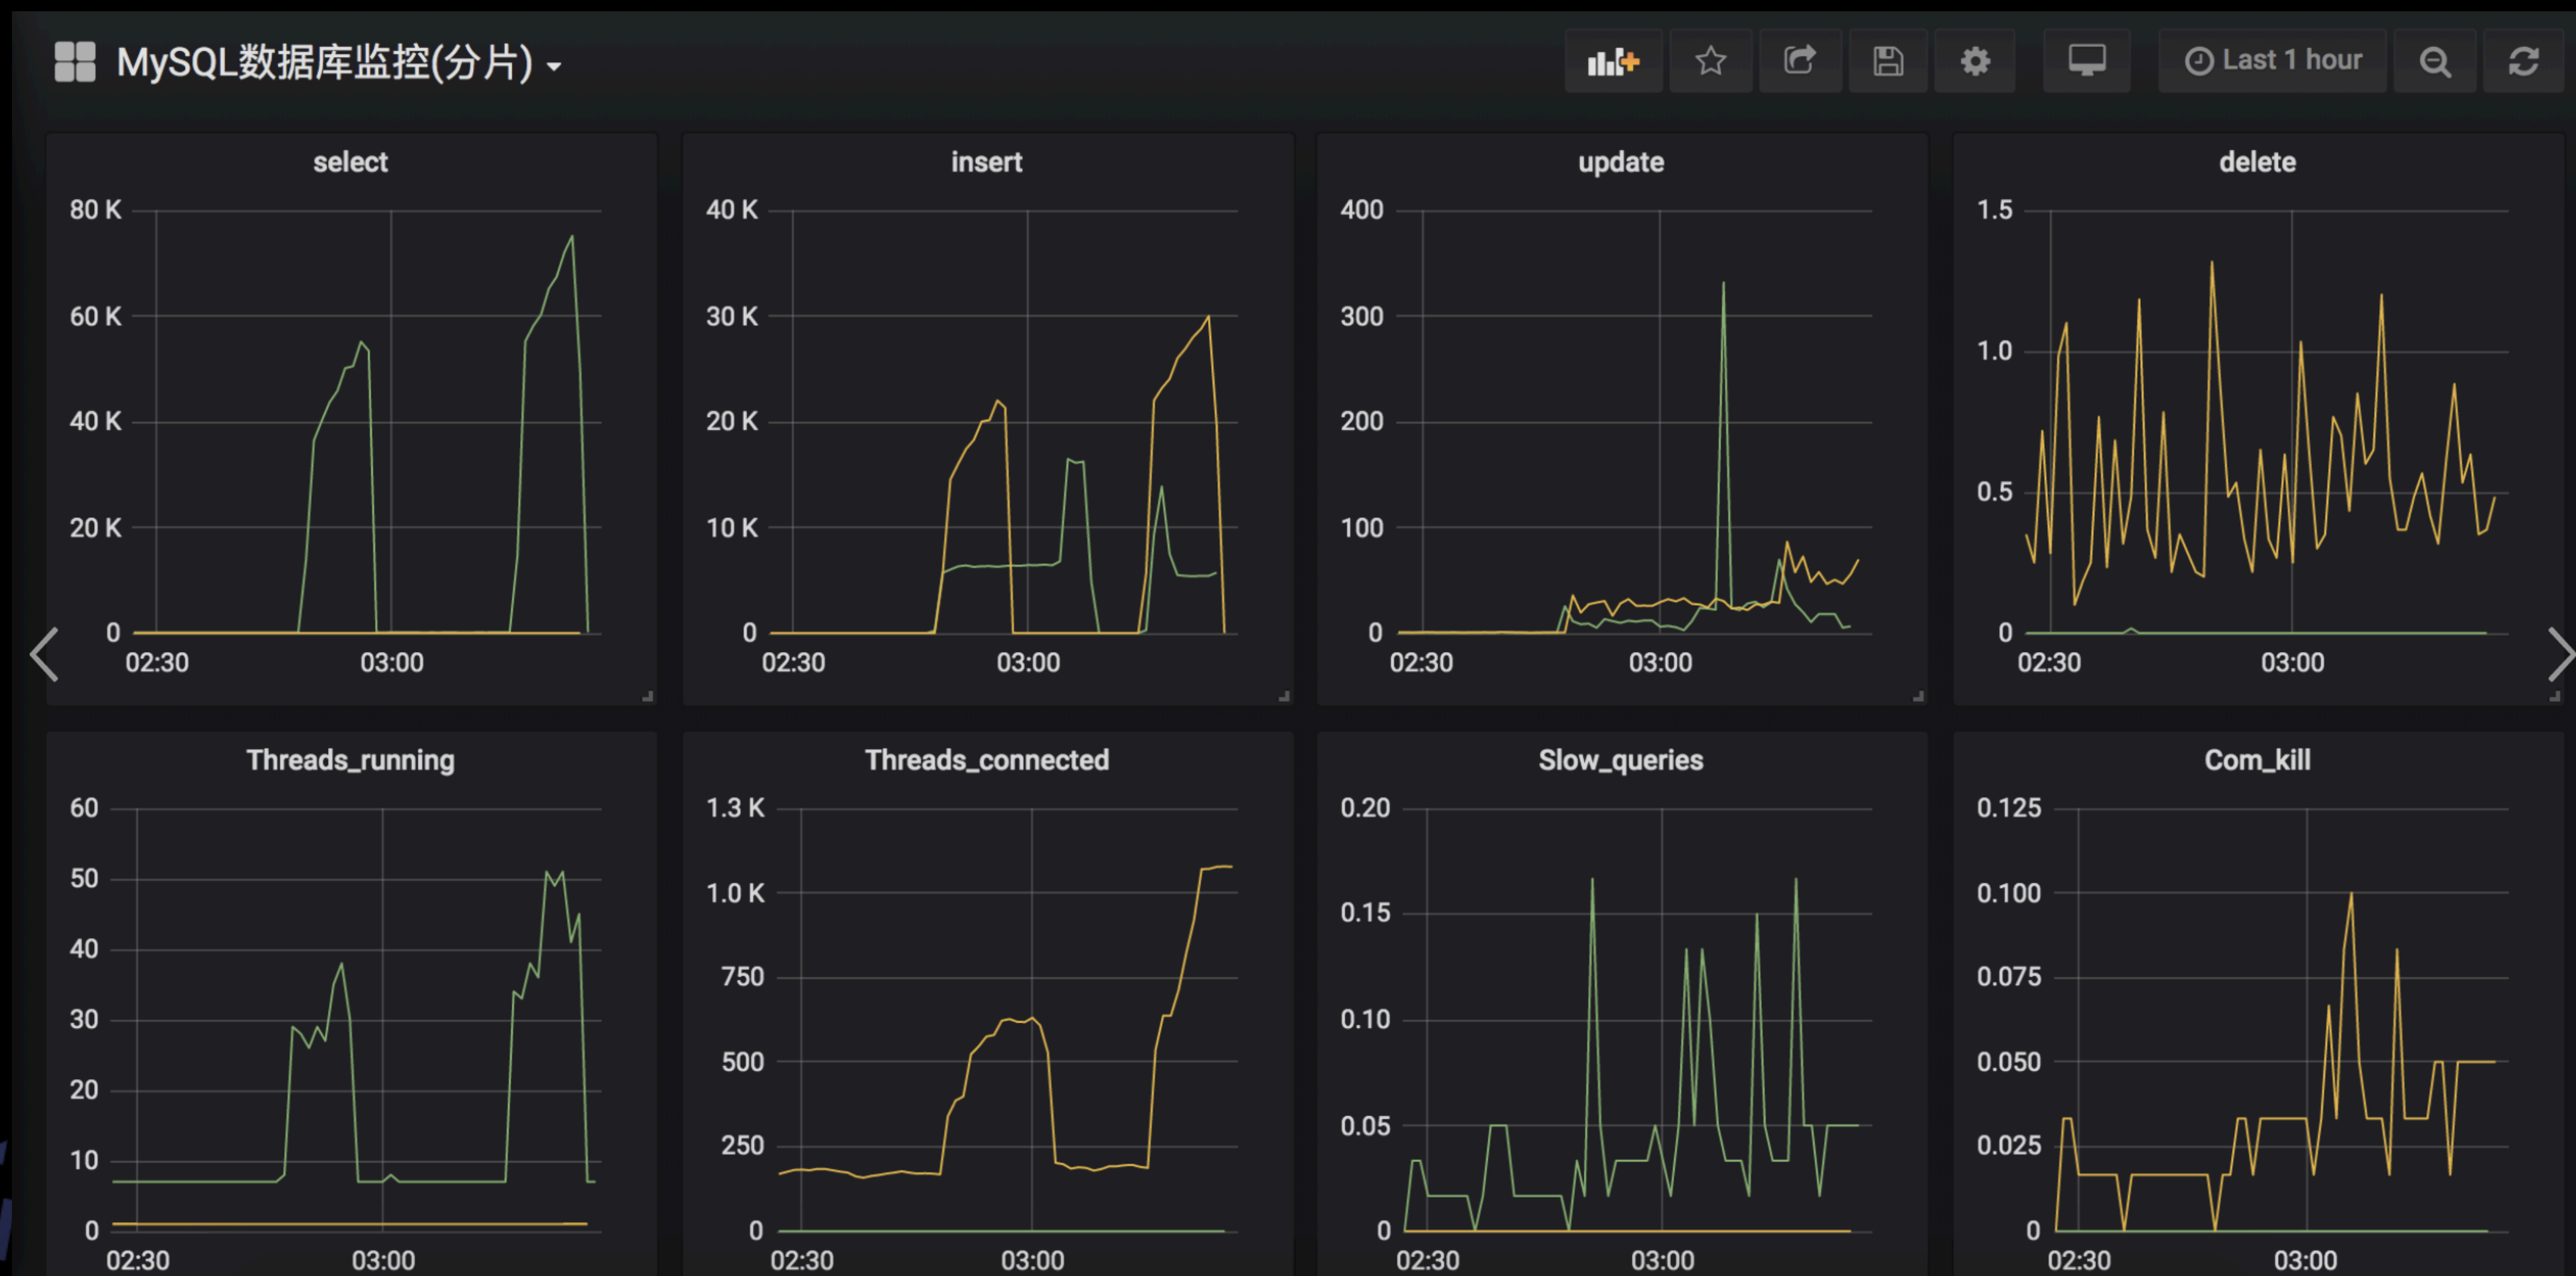 MySQL数据库监控(分片)
Last 1 hour
select
80 K
60 K
40 K
20 K
0
02:30 03:00
insert
40 K
30 K
20 K
10 K
0
02:30 03:00
update
400
300
200
100
0
02:30 03:00
delete
1.5
1.0
0.5
0
02:30 03:00
Threads_running
60
50
40
30
20
10
0
02:30 03:00
Threads_connected
1.3 K
1.0 K
750
500
250
0
02:30 03:00
Slow_queries
0.20
0.15
0.10
0.05
0
02:30 03:00
Com_kill
0.125
0.100
0.075
0.050
0.025
0
02:30 03:00